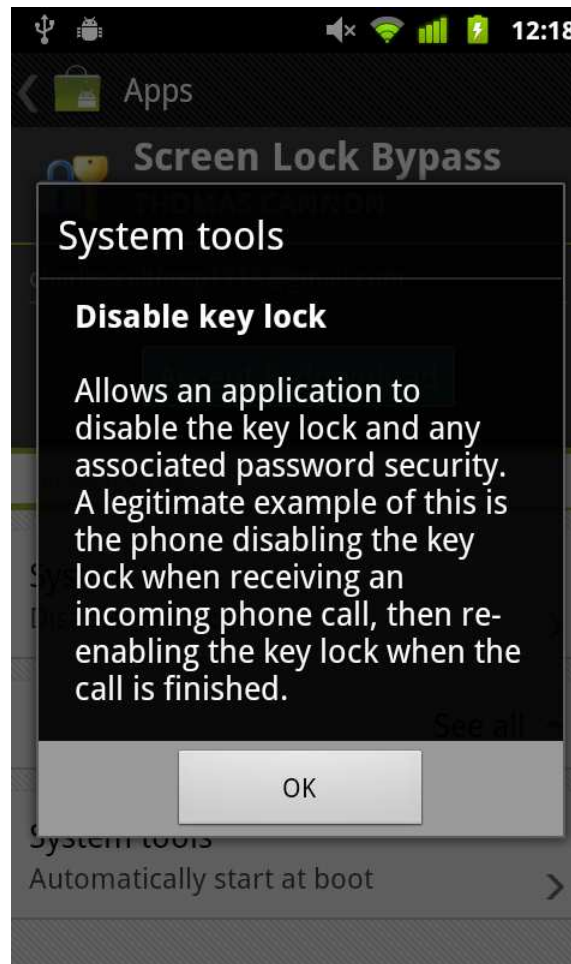 12:18
Apps
Screen Lock Bypass
System tools
Disable key lock
Allows an application to
disable the key lock and any
associated password security.
A legitimate example of this is
the phone disabling the key
lock when receiving an
incoming phone call, then re-
enabling the key lock when the
call is finished.
See all
OK
System tools
Automatically start at boot